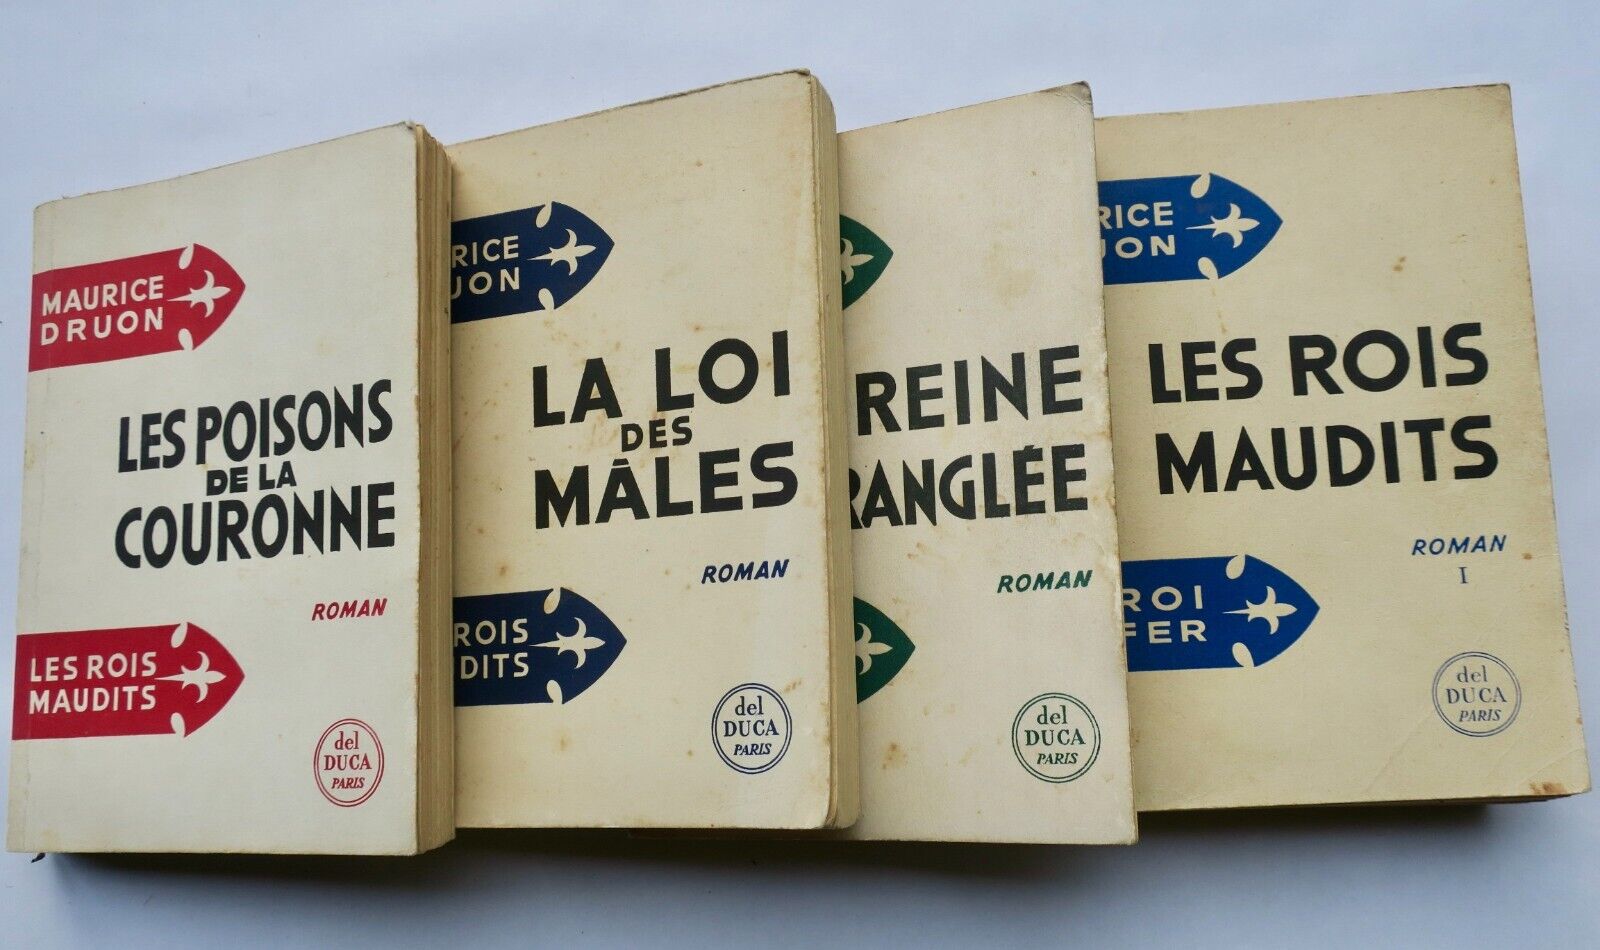 MAURICE
DRUON
LES POISONS
DE LA
COURONNE
ROMAN
LES ROIS
MAUDITS
del
DUCA
PARIS
RICE
UON
LA LOI
DES
MÂLES
ROMAN
ROIS
DITS
del
DUCA
PARIS
REINE
RANGLÉE
ROMAN
del
DUCA
PARIS
RICE
ON
LES ROIS
MAUDITS
ROMAN
I
ROI
FER
del
DUCA
PARIS